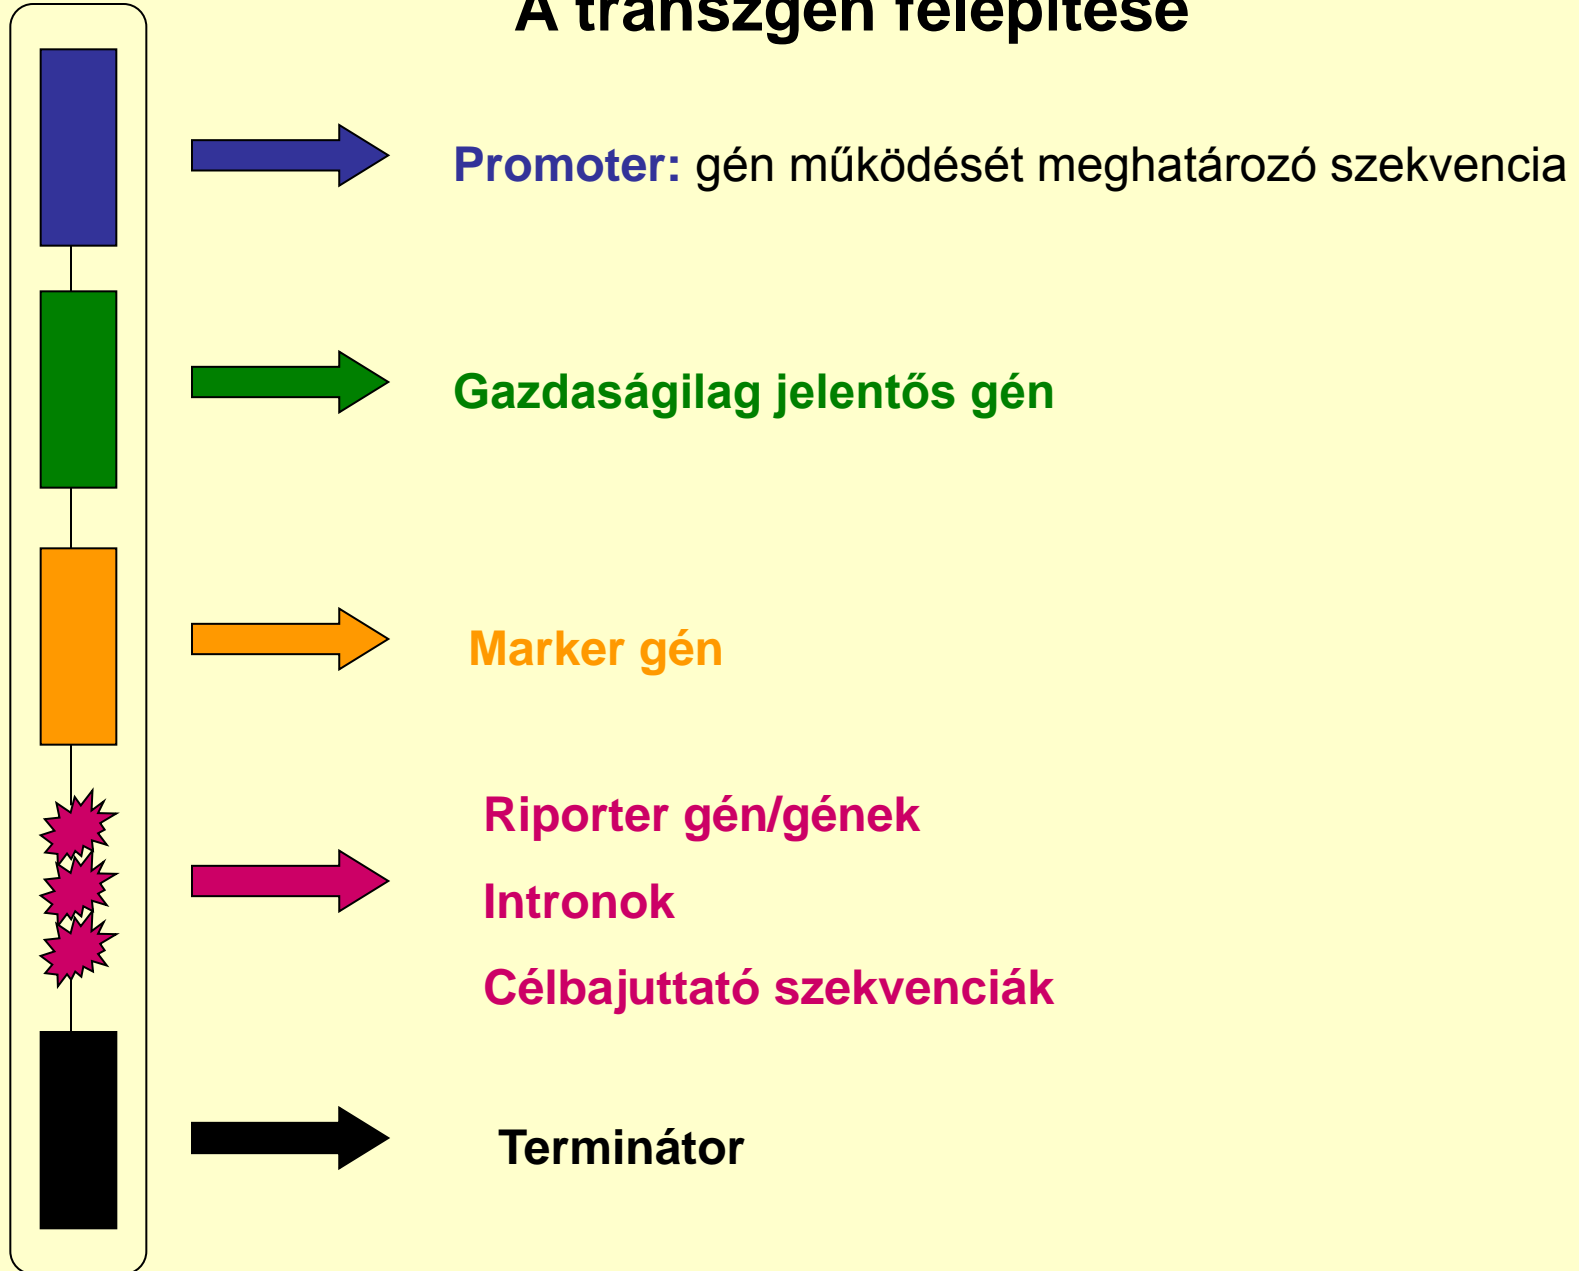 A transzgén felépítése
Promoter: gén működését meghatározó szekvencia
Gazdaságilag jelentős gén
Marker gén
Riporter gén/gének
Intronok
Célbajuttató szekvenciák
Terminátor